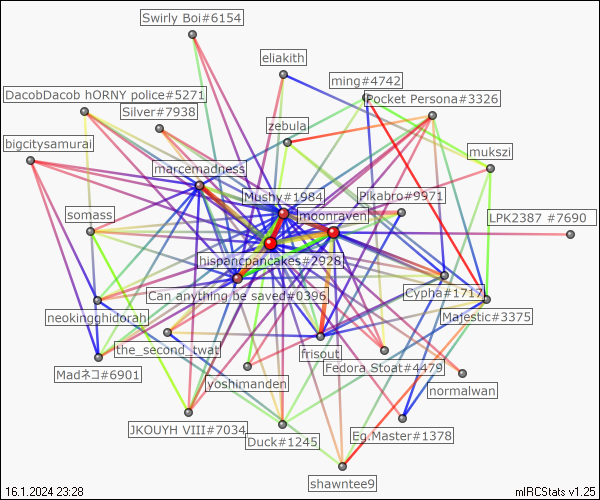 Swirly Boi#6154
eliakith
ming#4742
DacobDacob hORNY police#5271
Pocket Persona#3326
Silver#7938
zebula
bigcitysamurai
mukszi
marcemadness
Mushy#1984
Pikabro#9971
somass
moonraven
LPK2387 #7690
hispancpancakes#2928
Can anything be saved#0396
Cypha#1717
neokingghidorah
Majestic#3375
the_second_twat
frisout
Madネコ#6901
Fedora Stoat#4479
yoshimanden
normalwan
JKOUYH VIII#7034
Duck#1245
Eg.Master#1378
shawntee9
16.1.2024 23:28
mIRCStats v1.25